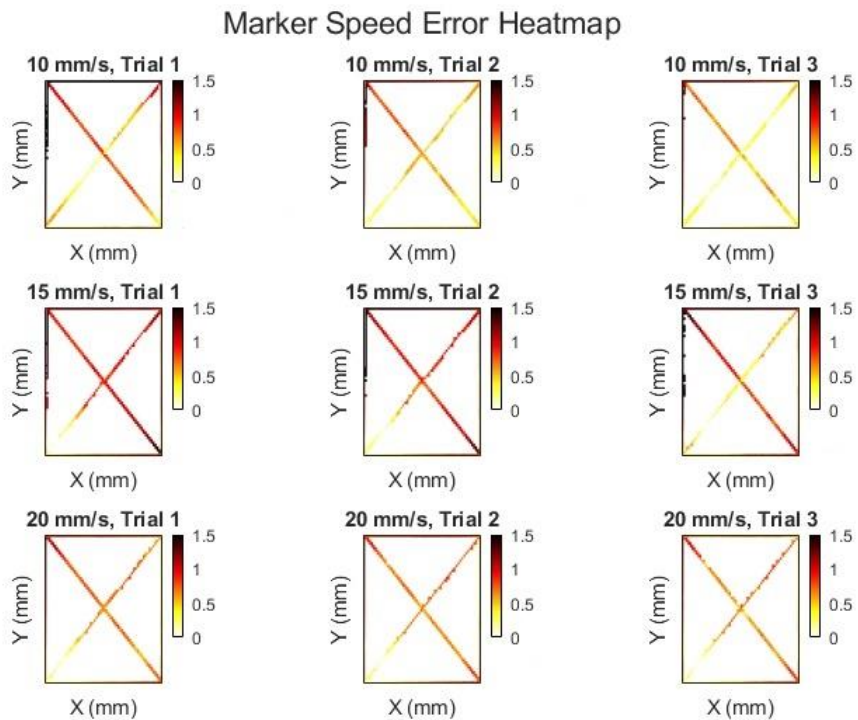 Marker Speed Error Heatmap
10 mm/s, Trial 1
1.5
1
0.5
0
Y (mm)
X (mm)
10 mm/s, Trial 2
1.5
1
0.5
0
Y (mm)
X (mm)
10 mm/s, Trial 3
1.5
1
0.5
0
Y (mm)
X (mm)
15 mm/s, Trial 1
1.5
1
0.5
0
Y (mm)
X (mm)
15 mm/s, Trial 2
1.5
1
0.5
0
Y (mm)
X (mm)
15 mm/s, Trial 3
1.5
1
0.5
0
Y (mm)
X (mm)
20 mm/s, Trial 1
1.5
1
0.5
0
Y (mm)
X (mm)
20 mm/s, Trial 2
1.5
1
0.5
0
Y (mm)
X (mm)
20 mm/s, Trial 3
1.5
1
0.5
0
Y (mm)
X (mm)